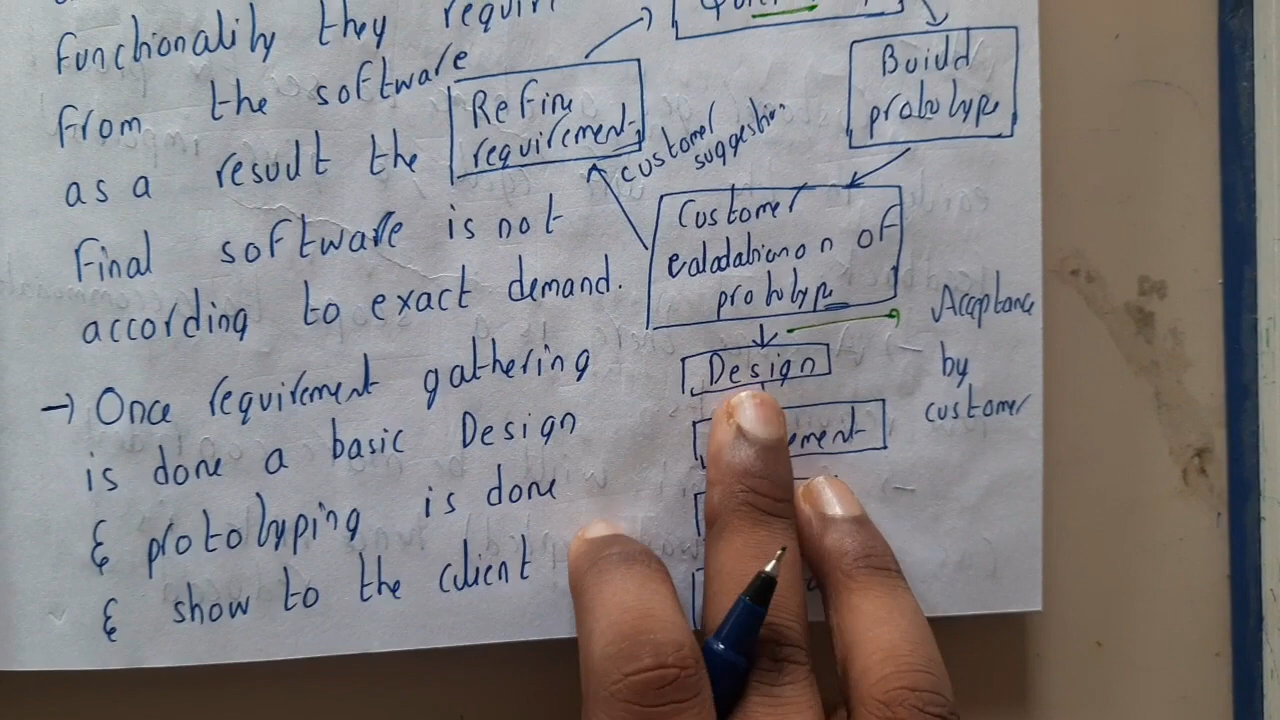 functionality they
from the software
as a result the
final software is not
according to exact demand.
→ Once requirement gathering
is done a basic Design
& prototyping is done
& show to the client
Refine
requirement
customer
suggestion
Build
prototype
Customer
of
prototype
Design
Acceptance
by
customer